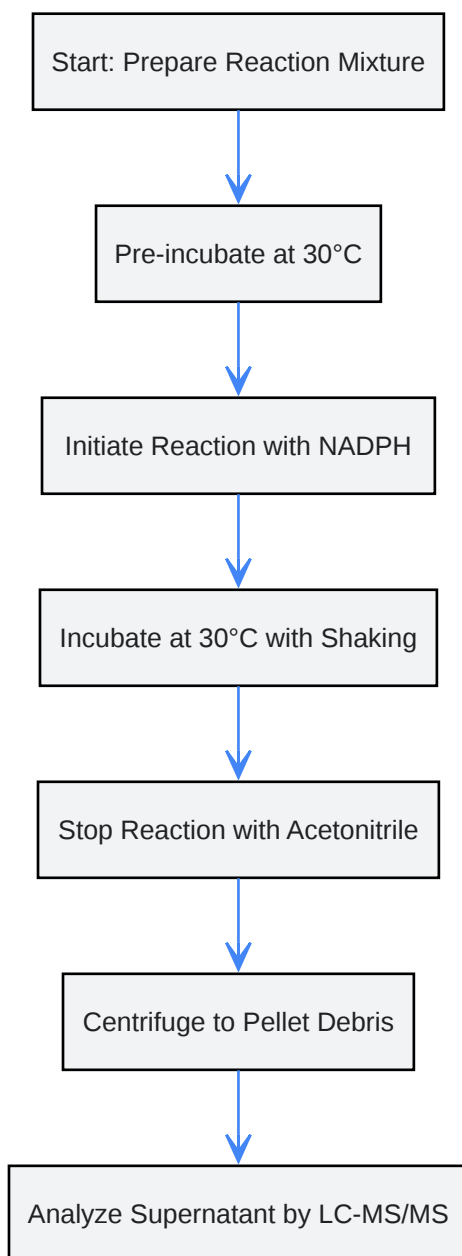 Start: Prepare Reaction Mixture
Pre-incubate at 30°C
Initiate Reaction with NADPH
Incubate at 30°C with Shaking
Stop Reaction with Acetonitrile
Centrifuge to Pellet Debris
Analyze Supernatant by LC-MS/MS